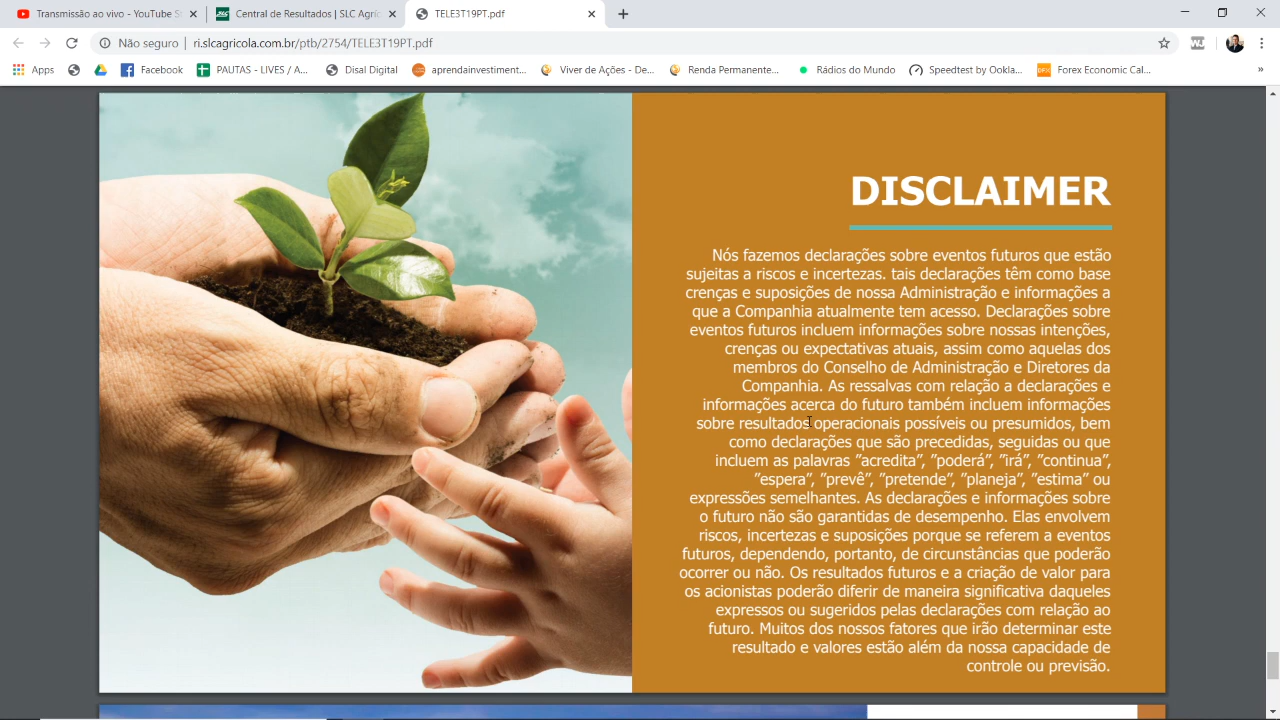 Transmissão ao vivo - YouTube S
Central de Resultados | SLC Agríc
TELE3T19PT.pdf
Não seguro | ri.slcagricola.com.br/ptb/2754/TELE3T19PT.pdf
Apps
Facebook
PAUTAS - LIVES / A...
Disal Digital
aprendainvestiment...
Viver de Ações - De...
Renda Permanente...
Rádios do Mundo
Speedtest by Ookla...
Forex Economic Cal...
»
DISCLAIMER
Nós fazemos declarações sobre eventos futuros que estão
sujeitas a riscos e incertezas. tais declarações têm como base
crenças e suposições de nossa Administração e informações a
que a Companhia atualmente tem acesso. Declarações sobre
eventos futuros incluem informações sobre nossas intenções,
crenças ou expectativas atuais, assim como aquelas dos
membros do Conselho de Administração e Diretores da
Companhia. As ressalvas com relação a declarações e
informações acerca do futuro também incluem informações
sobre resultados operacionais possíveis ou presumidos, bem
como declarações que são precedidas, seguidas ou que
incluem as palavras ”acredita”, ”poderá”, ”irá”, ”continua”,
”espera”, ”prevê”, ”pretende”, ”planeja”, ”estima” ou
expressões semelhantes. As declarações e informações sobre
o futuro não são garantidas de desempenho. Elas envolvem
riscos, incertezas e suposições porque se referem a eventos
futuros, dependendo, portanto, de circunstâncias que poderão
ocorrer ou não. Os resultados futuros e a criação de valor para
os acionistas poderão diferir de maneira significativa daqueles
expressos ou sugeridos pelas declarações com relação ao
futuro. Muitos dos nossos fatores que irão determinar este
resultado e valores estão além da nossa capacidade de
controle ou previsão.